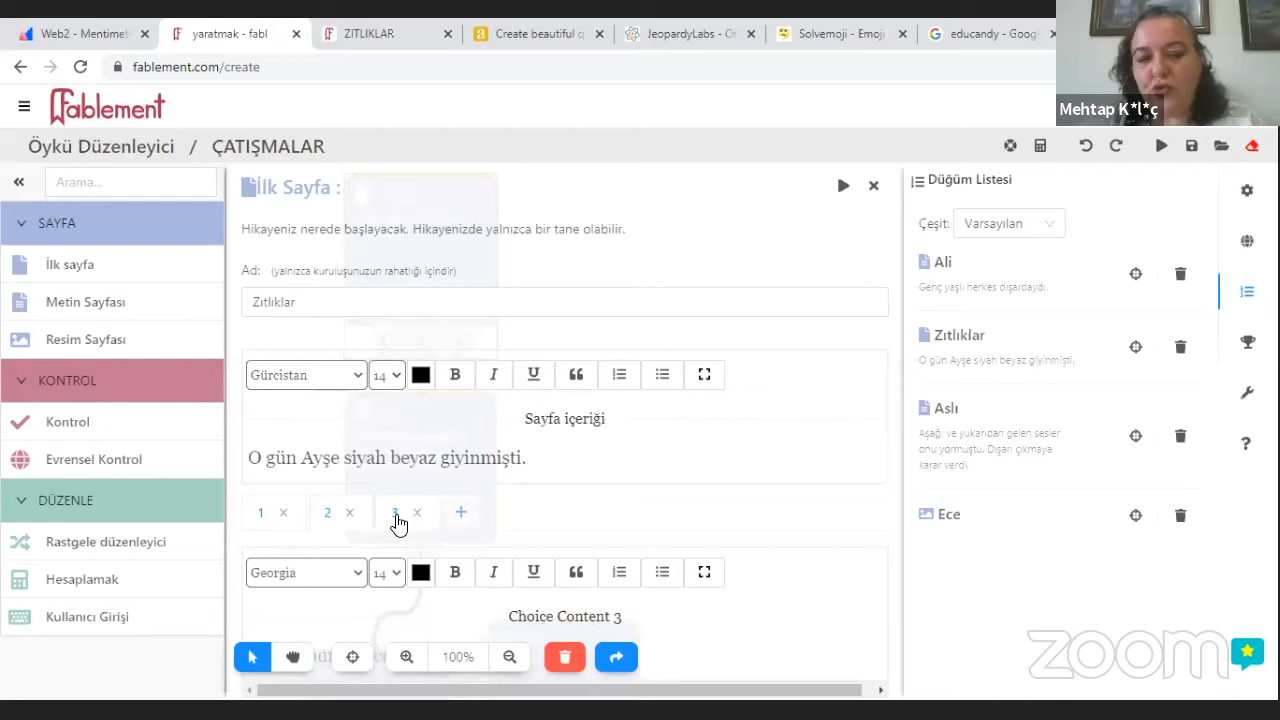 Web2 - Mentimet
yaratmak - fabl
ZITLIKLAR
Create beautiful q
JeopardyLabs - On
Solvemoji - Emoji
educandy - Goog
fablement.com/create
Fablement
Mehtap K*l*ç
Öykü Düzenleyici / ÇATIŞMALAR
Arama...
SAYFA
İlk sayfa
Metin Sayfası
Resim Sayfası
KONTROL
Kontrol
Evrensel Kontrol
DÜZENLE
Rastgele düzenleyici
Hesaplamak
Kullanıcı Girişi
İlk Sayfa :
Hikayeniz nerede başlayacak. Hikayenizde yalnızca bir tane olabilir.
Ad: (yalnızca kuruluşunuzun rahatlığı içindir)
Zıtlıklar
Gürcistan 14 B I U
Sayfa içeriği
O gün Ayşe siyah beyaz giyinmişti.
1 2 3 +
Georgia 14 B I U
Choice Content 3
100%
Düğüm Listesi
Çeşit: Varsayılan
Ali
Genç yaşlı herkes dışardaydı.
Zıtlıklar
O gün Ayşe siyah beyaz giyinmişti.
Aslı
Aşağı ve yukarıdan gelen sesler
onu yormuştu. Dışarı çıkmaya
karar verdi.
Ece
zoom